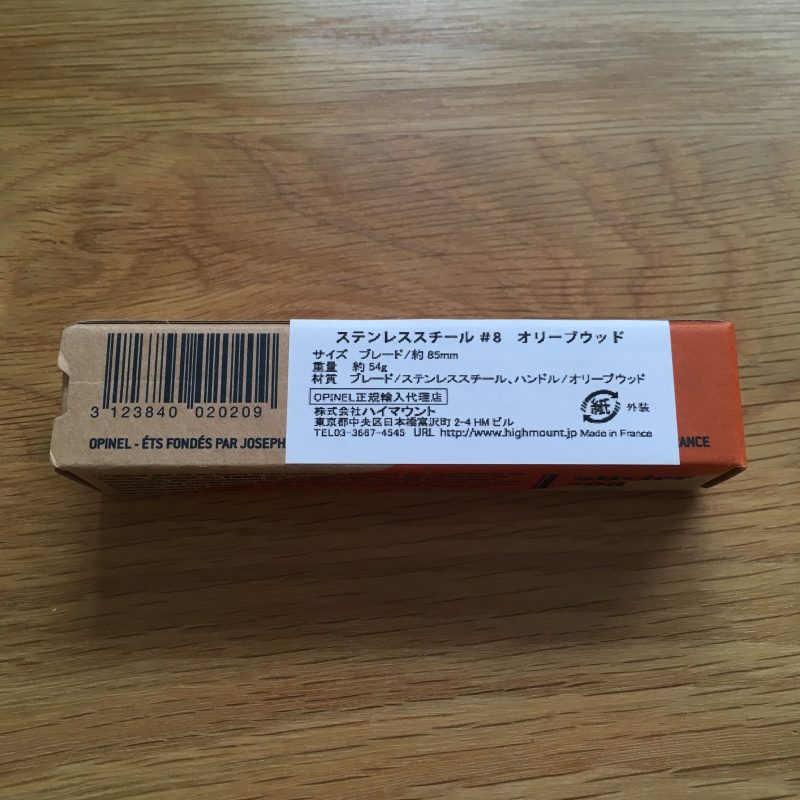 ステンレススチール #8 オリーブウッド
サイズ ブレード/約 85mm
重量 約 54g
材質 ブレード/ステンレススチール、ハンドル/オリーブウッド
OPINEL正規輸入代理店
株式会社ハイマウント
東京都中央区日本橋富沢町 2-4 HM ビル
TEL03-3667-4545 URL http://www.highmount.jp Made in France
紙 外装
3 123840 020209
OPINEL - ÉTS FONDÉS PAR JOSEPH
ANCE